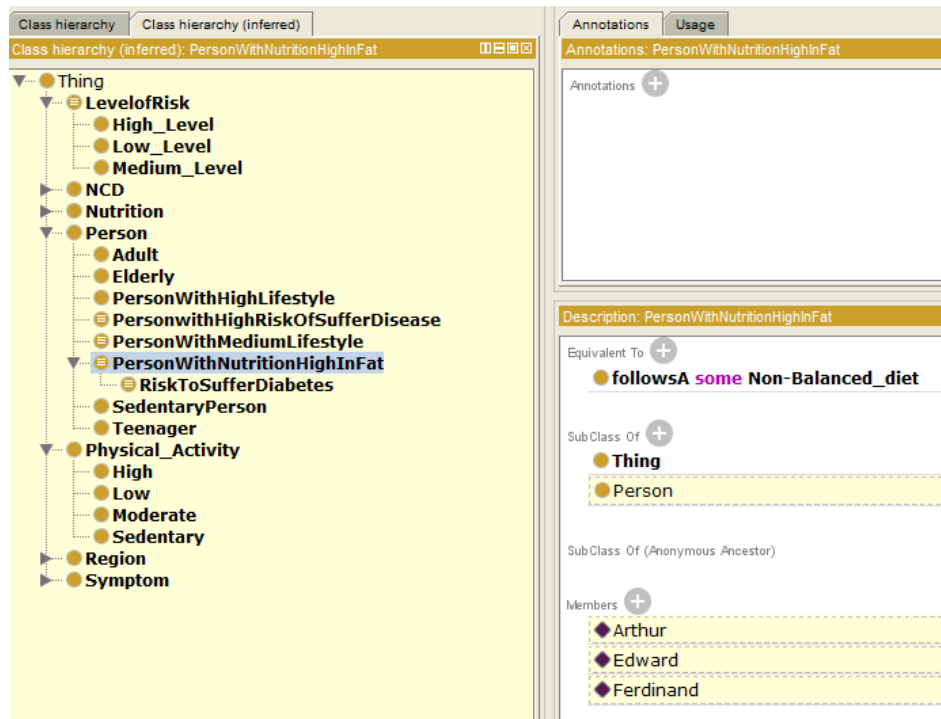 Class hierarchy Class hierarchy (inferred)
Class hierarchy (inferred): PersonWithNutritionHighInFat
Thing
LevelofRisk
High_Level
Low_Level
Medium_Level
NCD
Nutrition
Person
Adult
Elderly
PersonWithHighLifestyle
PersonwithHighRiskOfSufferDisease
PersonWithMediumLifestyle
PersonWithNutritionHighInFat
RiskToSufferDiabetes
SedentaryPerson
Teenager
Physical_Activity
High
Low
Moderate
Sedentary
Region
Symptom
Annotations Usage
Annotations: PersonWithNutritionHighInFat
Annotations
Description: PersonWithNutritionHighInFat
Equivalent To
followsA some Non-Balanced_diet
SubClass Of
Thing
Person
SubClass Of (Anonymous Ancestor)
Members
Arthur
Edward
Ferdinand